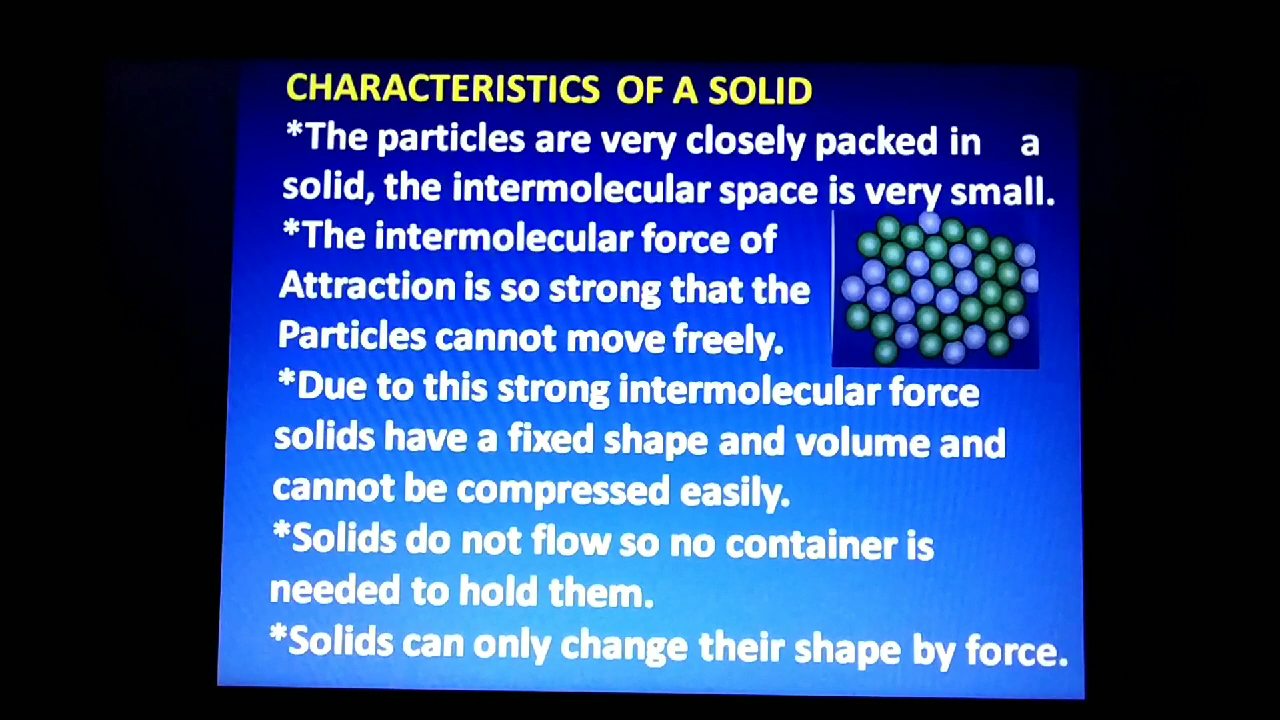 CHARACTERISTICS OF A SOLID
*The particles are very closely packed in a
solid, the intermolecular space is very small.
*The intermolecular force of
Attraction is so strong that the
Particles cannot move freely.
*Due to this strong intermolecular force
solids have a fixed shape and volume and
cannot be compressed easily.
*Solids do not flow so no container is
needed to hold them.
*Solids can only change their shape by force.